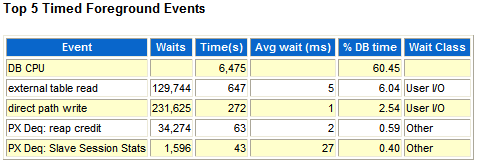 Top 5 Timed Foreground Events
Event Waits Time(s) Avg wait (ms) % DB time Wait Class
DB CPU 6,475 60.45
external table read 129,744 647 5 6.04 User I/O
direct path write 231,625 272 1 2.54 User I/O
PX Deq: reap credit 34,274 63 2 0.59 Other
PX Deq: Slave Session Stats 1,596 43 27 0.40 Other